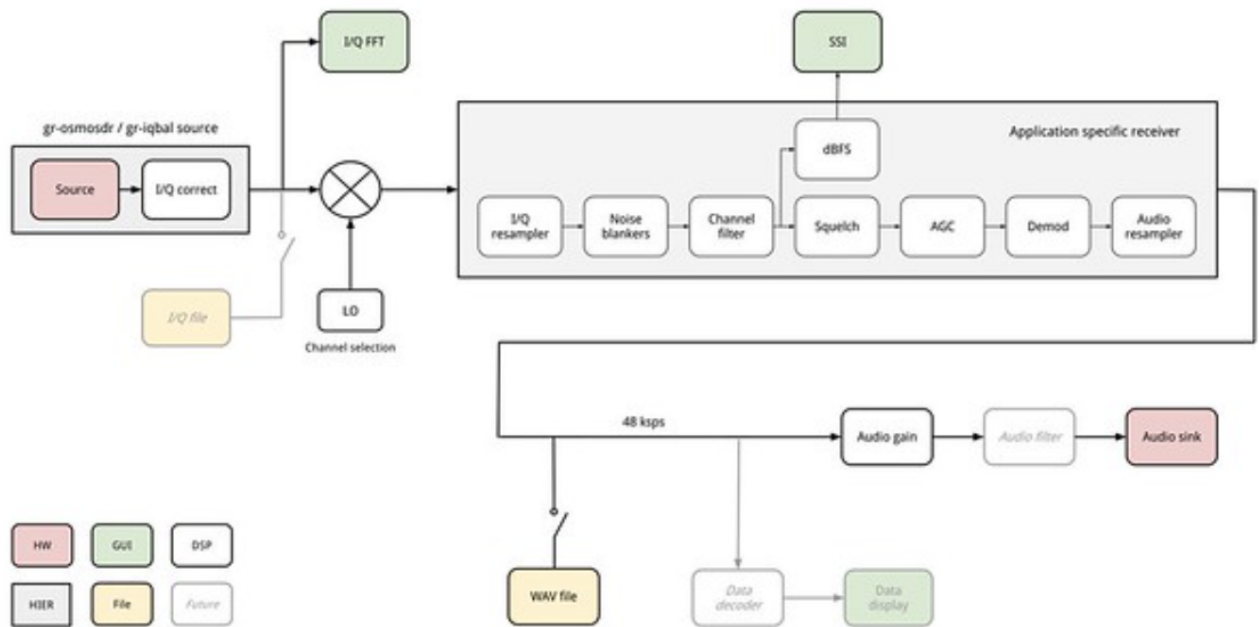 I/Q FFT
SSI
gr-osmosdr / gr-iqbal source
Application specific receiver
dBFS
Source
I/Q correct
I/Q
resampler
Noise
blankers
Channel
filter
Squelch
AGC
Demod
Audio
resampler
I/Q file
LO
Channel selection
48 ksps
Audio gain
Audio filter
Audio sink
HW
GUI
DSP
HIER
File
Future
WAV file
Data
decoder
Data
display